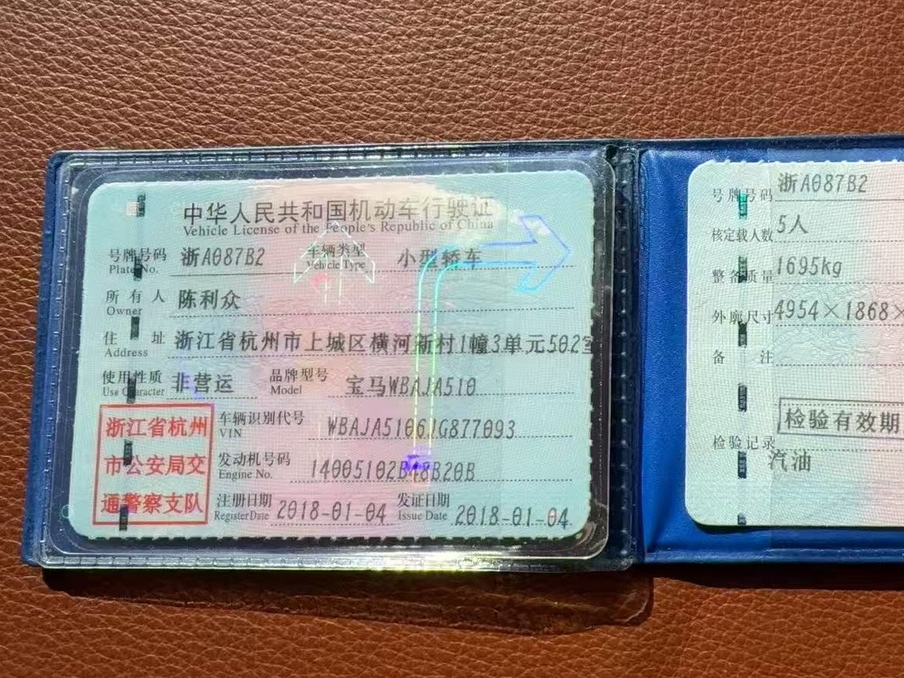 中华人民共和国机动车行驶证
Vehicle License of the People's Republic of China
号牌号码 浙A087B2 车辆类型 小型轿车
Plate No. Vehicle Type
所有人 陈利众
Owner
住址 浙江省杭州市上城区横河新村1幢3单元502室
Address
使用性质 非营运 品牌型号 宝马WBAJA510
Use Character Model
浙江省杭州
市公安局交
通警察支队
车辆识别代号 WBAJA5106JG877093
VIN
发动机号码 14005102B48B20B
Engine No.
注册日期 2018-01-04 发证日期 2018-01-04
Register Date Issue Date
号牌号码 浙A087B2
核定载人数 5人
整备质量 1695kg
外廓尺寸 4954×1868×
备注
检验有效期
检验记录
汽油